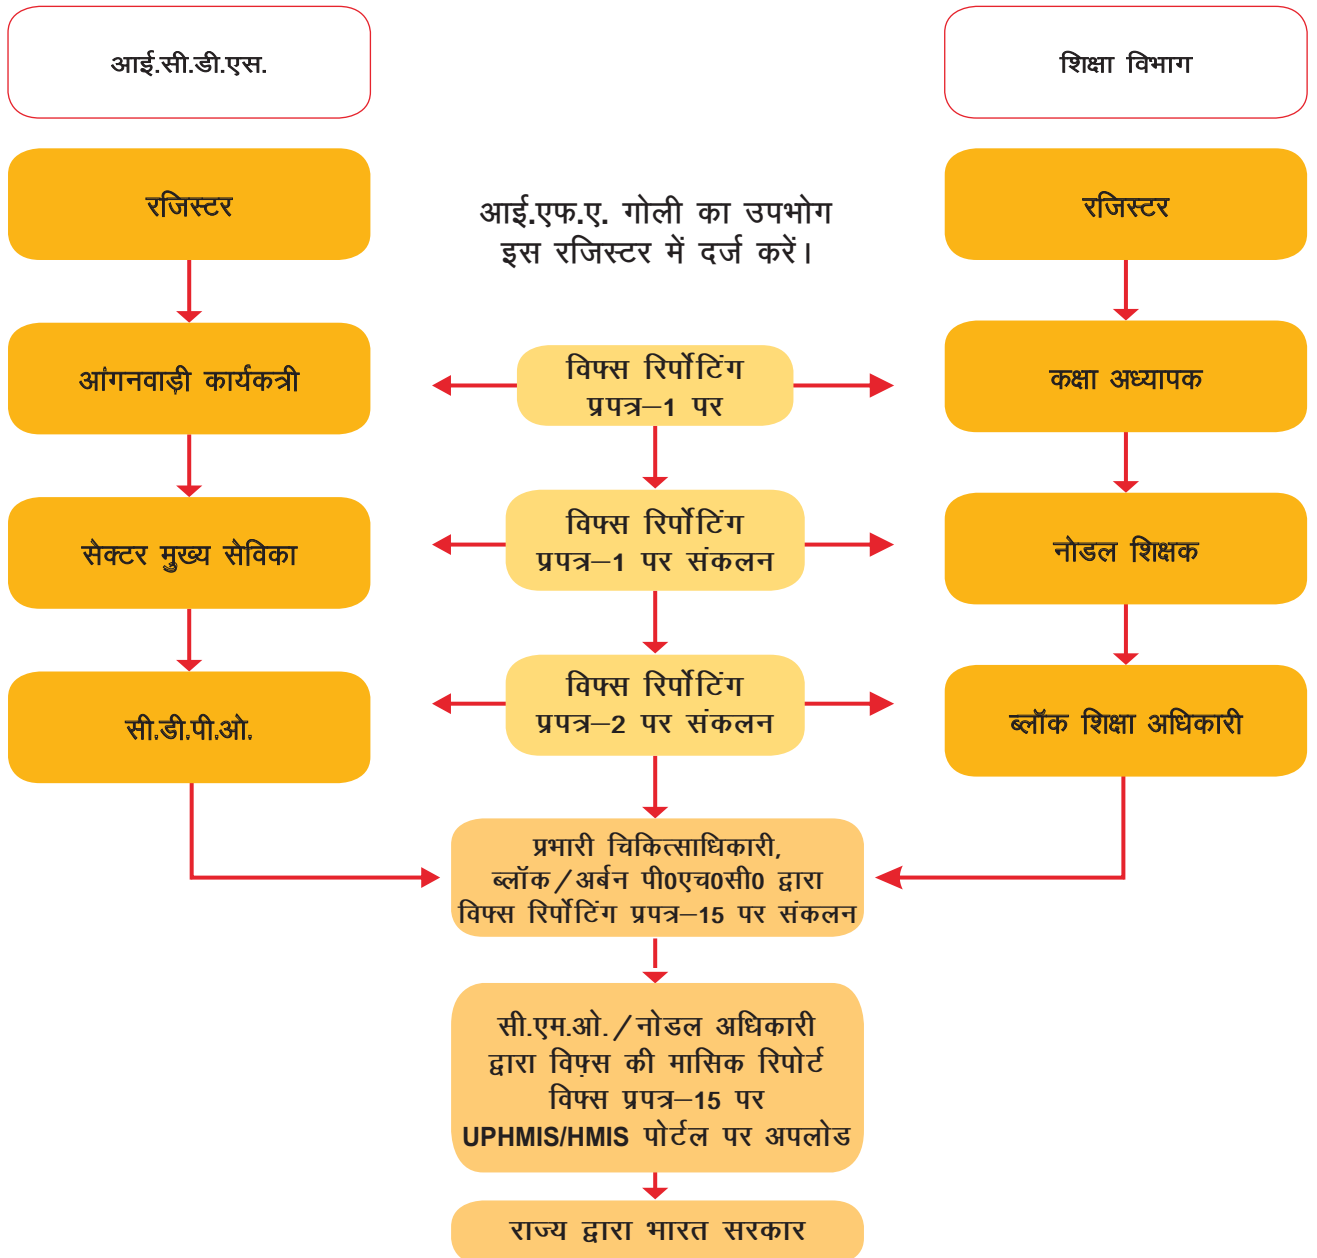 आई.सी.डी.एस.
शिक्षा विभाग
रजिस्टर
आई.एफ.ए. गोली का उपभोग
इस रजिस्टर में दर्ज करें।
रजिस्टर
आंगनवाड़ी कार्यकत्री
विफ्स रिर्पोटिंग
प्रपत्र–1 पर
कक्षा अध्यापक
सेक्टर मुख्य सेविका
विफ्स रिर्पोटिंग
प्रपत्र–1 पर संकलन
नोडल शिक्षक
सी.डी.पी.ओ.
विफ्स रिर्पोटिंग
प्रपत्र–2 पर संकलन
ब्लॉक शिक्षा अधिकारी
प्रभारी चिकित्साधिकारी,
ब्लॉक/अर्बन पी0एच0सी0 द्वारा
विफ्स रिर्पोटिंग प्रपत्र–15 पर संकलन
सी.एम.ओ./नोडल अधिकारी
द्वारा विफ़्स की मासिक रिपोर्ट
विफ्स प्रपत्र–15 पर
UPHMIS/HMIS पोर्टल पर अपलोड
राज्य द्वारा भारत सरकार